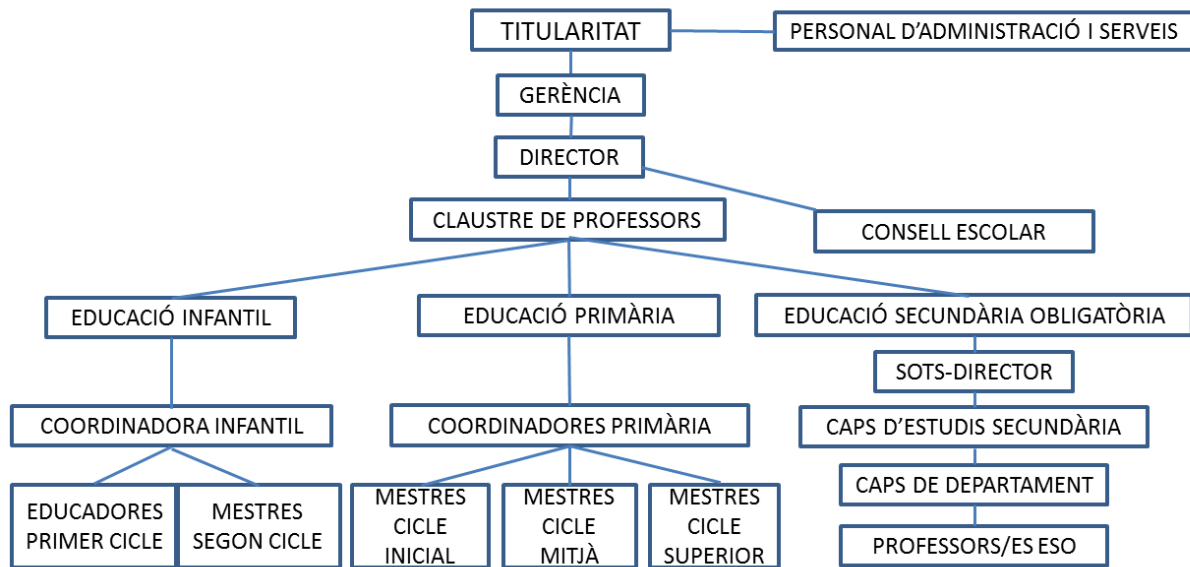 TITULARITAT
PERSONAL D'ADMINISTRACIÓ I SERVEIS
GERÈNCIA
DIRECTOR
CLAUSTRE DE PROFESSORS
CONSELL ESCOLAR
EDUCACIÓ INFANTIL
EDUCACIÓ PRIMÀRIA
EDUCACIÓ SECUNDÀRIA OBLIGATÒRIA
SOTS-DIRECTOR
COORDINADORA INFANTIL
COORDINADORES PRIMÀRIA
CAPS D'ESTUDIS SECUNDÀRIA
EDUCADORES
PRIMER CICLE
MESTRES
SEGON CICLE
MESTRES
CICLE
INICIAL
MESTRES
CICLE
MITJÀ
MESTRES
CICLE
SUPERIOR
CAPS DE DEPARTAMENT
PROFESSORS/ES ESO